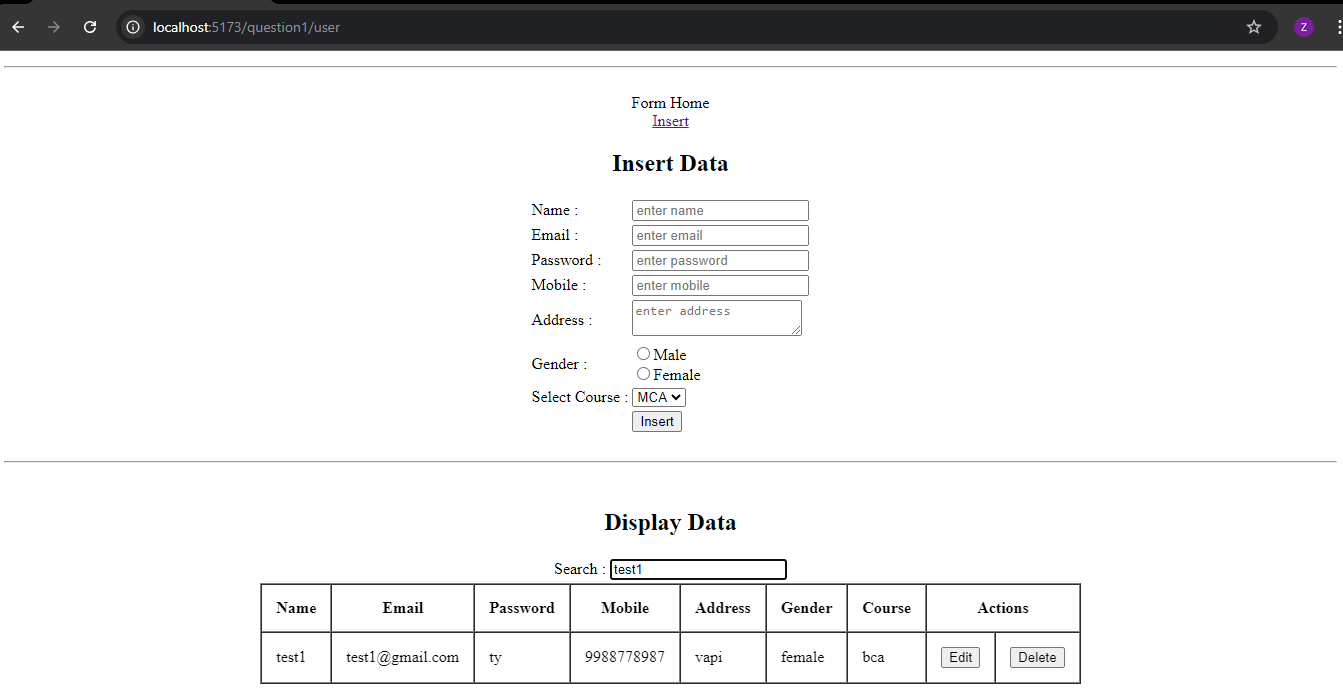 localhost:5173/question1/user
Z
Form Home
Insert
Insert Data
Name : enter name
Email : enter email
Password : enter password
Mobile : enter mobile
Address : enter address
Gender : Male
Female
Select Course : MCA
Insert
Display Data
Search : test1
Name Email Password Mobile Address Gender Course Actions
test1 test1@gmail.com ty 9988778987 vapi female bca Edit Delete